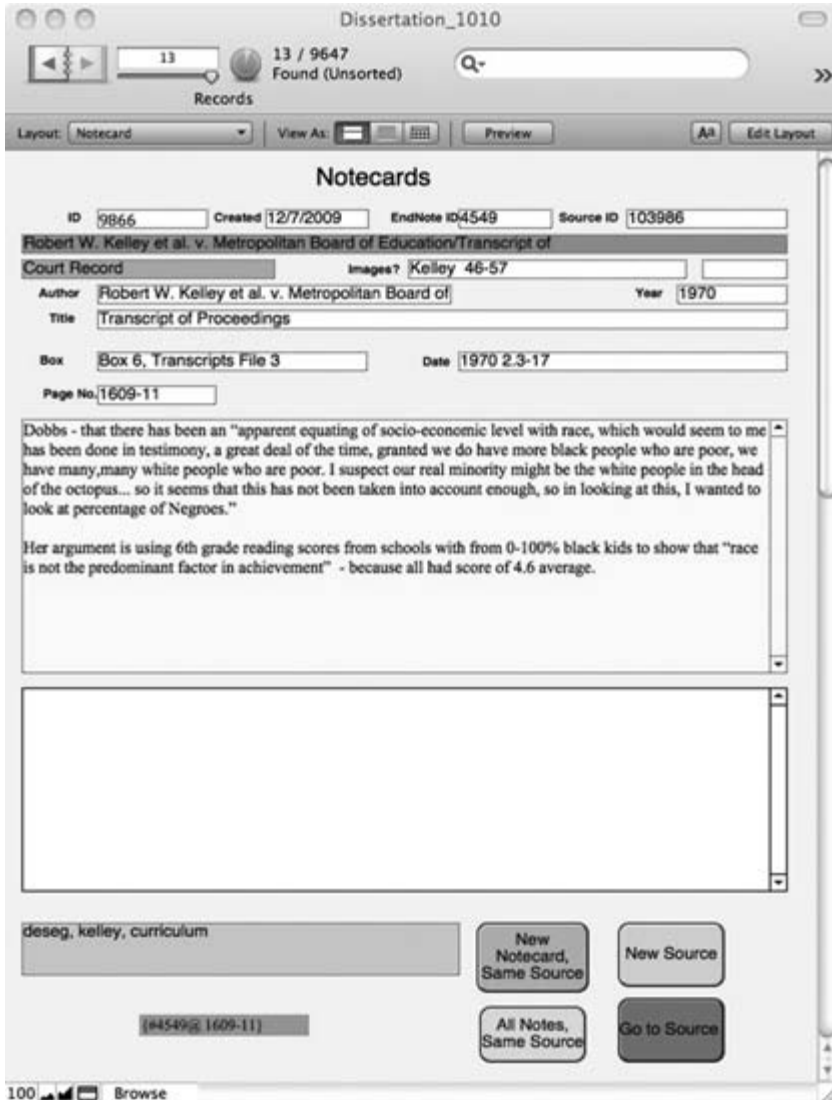 Dissertation_1010
13
13 / 9647
Found (Unsorted)
Records
Layout: Notecard View As: Preview Aa Edit Layout
Notecards
ID 9866 Created 12/7/2009 EndNote ID 4549 Source ID 103986
Robert W. Kelley et al. v. Metropolitan Board of Education/Transcript of
Court Record Images? Kelley 46-57
Author Robert W. Kelley et al. v. Metropolitan Board of Year 1970
Title Transcript of Proceedings
Box Box 6, Transcripts File 3 Date 1970 2.3-17
Page No. 1609-11
Dobbs - that there has been an “apparent equating of socio-economic level with race, which would seem to me
has been done in testimony, a great deal of the time, granted we do have more black people who are poor, we
have many,many white people who are poor. I suspect our real minority might be the white people in the head
of the octopus... so it seems that this has not been taken into account enough, so in looking at this, I wanted to
look at percentage of Negroes.”
Her argument is using 6th grade reading scores from schools with from 0-100% black kids to show that “race
is not the predominant factor in achievement” - because all had score of 4.6 average.
deseg, kelley, curriculum
New
Notecard,
Same Source
New Source
{#4549@ 1609-11}
All Notes,
Same Source
Go to Source
100 Browse